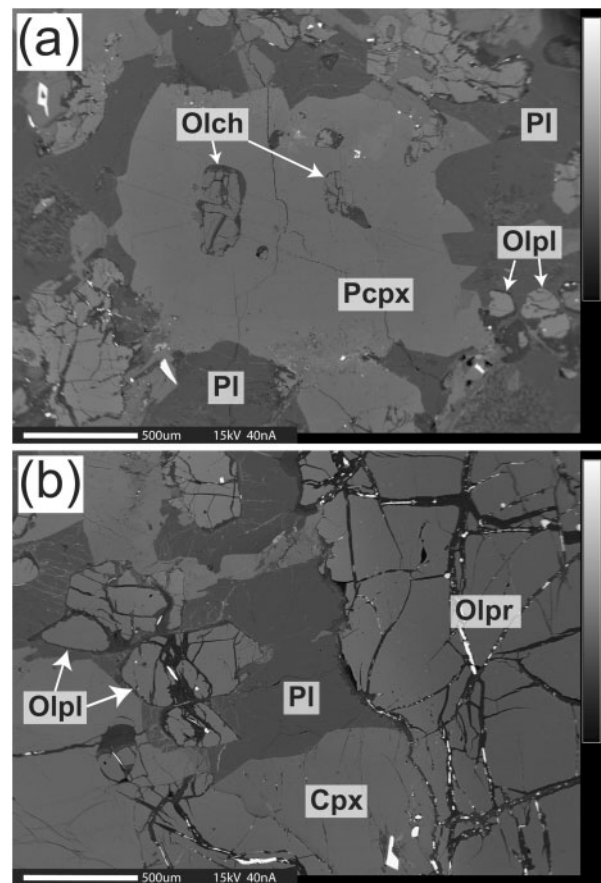 (a)
Olch
Pl
Olpl
Pcpx
Pl
500um 15kV 40nA
(b)
Olpr
Olpl
Pl
Cpx
500um 15kV 40nA